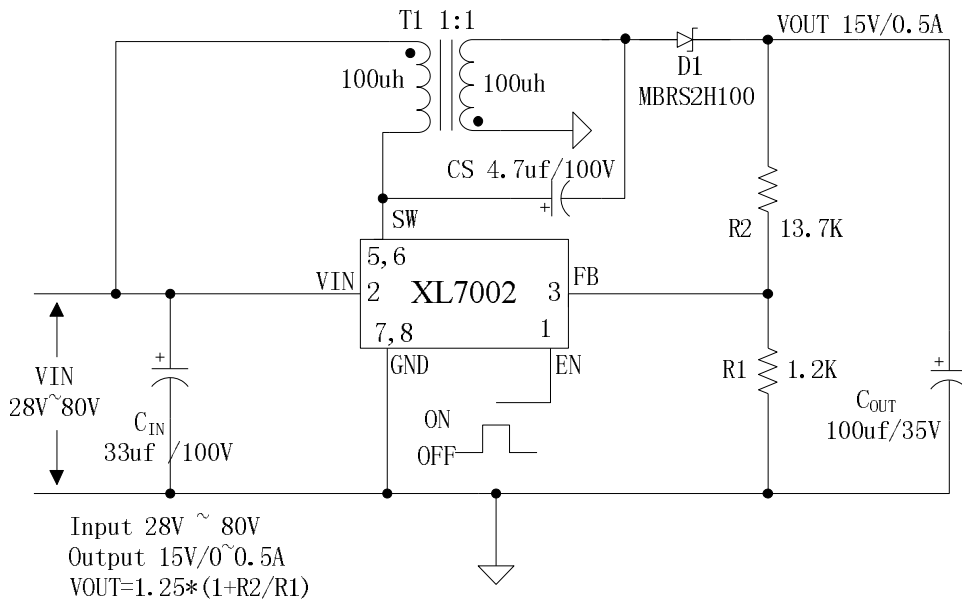 T1 1:1
VOUT 15V/0.5A
100uh
100uh
D1
MBRS2H100
CS 4.7uf/100V
+
SW
R2 13.7K
5,6
VIN
2
XL7002
3
FB
7,8
1
GND
EN
+
VIN
28V~80V
R1
1.2K
+
CIN
33uf /100V
ON
OFF
COUT
100uf/35V
Input 28V ~ 80V
Output 15V/0~0.5A
VOUT=1.25*(1+R2/R1)